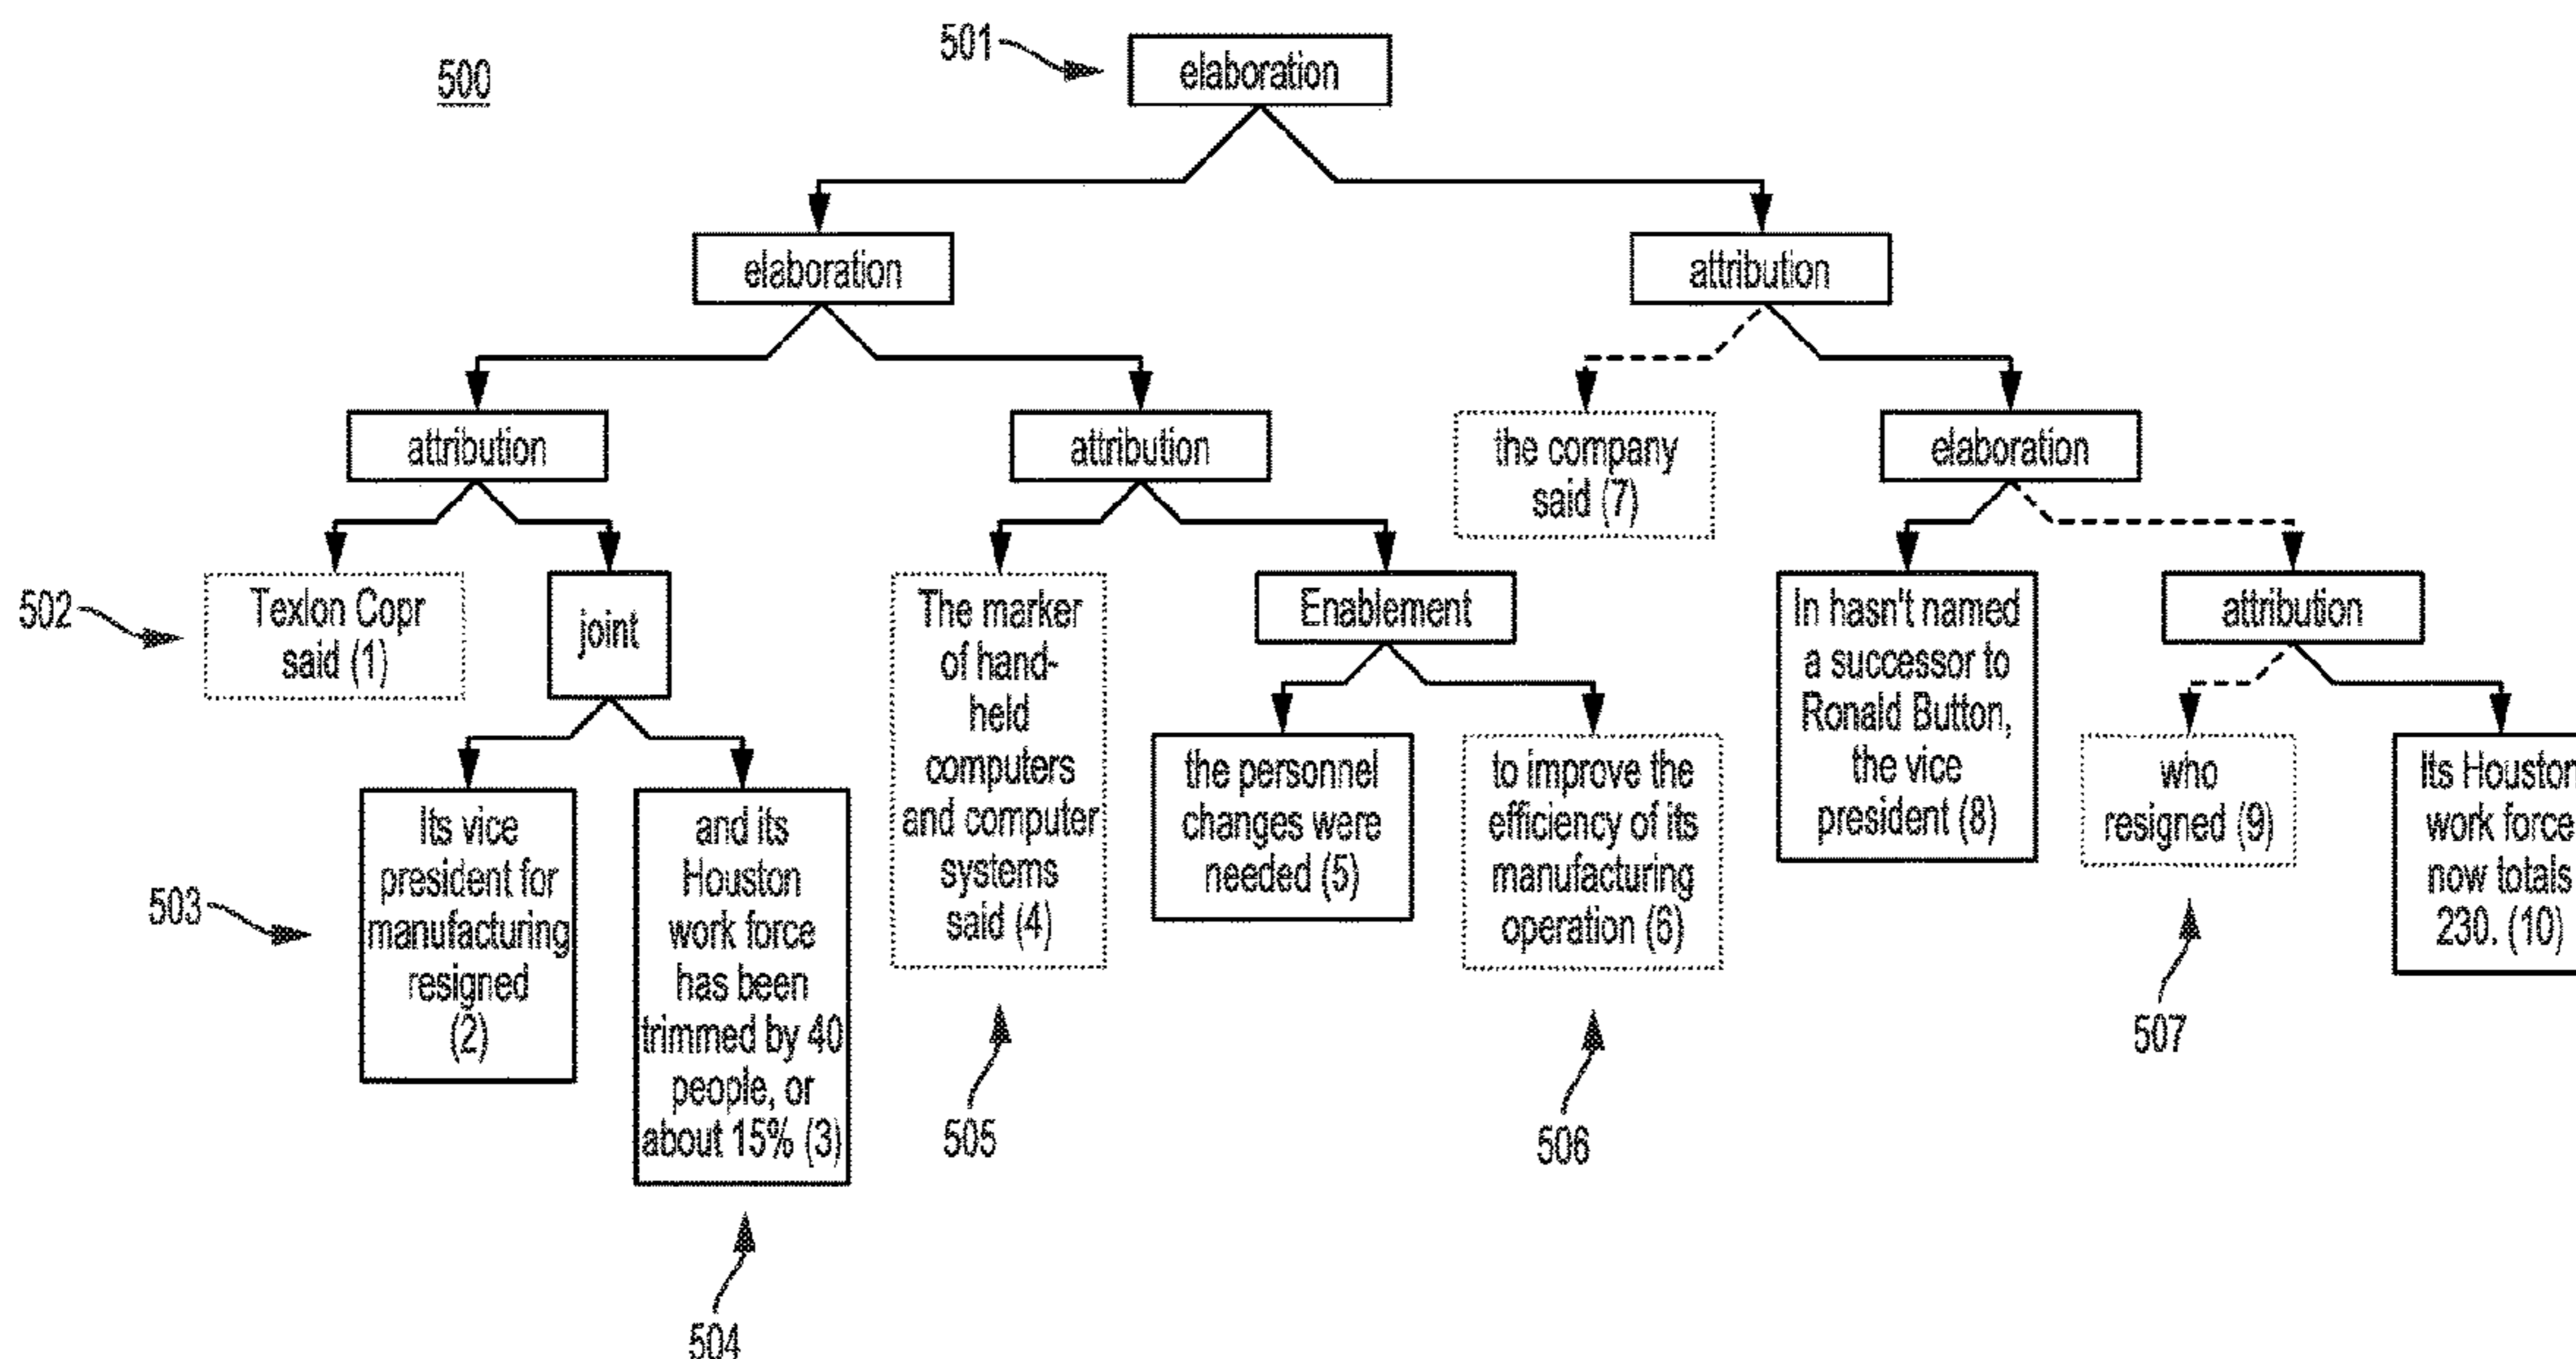 501
elaboration
500
elaboration
attribution
attribution
attribution
the company
said (7)
elaboration
502
Texlon Copr
said (1)
joint
The marker
of hand-
held
computers
and computer
systems
said (4)
Enablement
In hasn't named
a successor to
Ronald Button,
the vice
president (8)
attribution
503
Its vice
president for
manufacturing
resigned
(2)
and its
Houston
work force
has been
trimmed by 40
people, or
about 15% (3)
the personnel
changes were
needed (5)
to improve the
efficiency of its
manufacturing
operation (6)
who
resigned (9)
Its Houston
work force
now totals
230. (10)
505
506
507
504